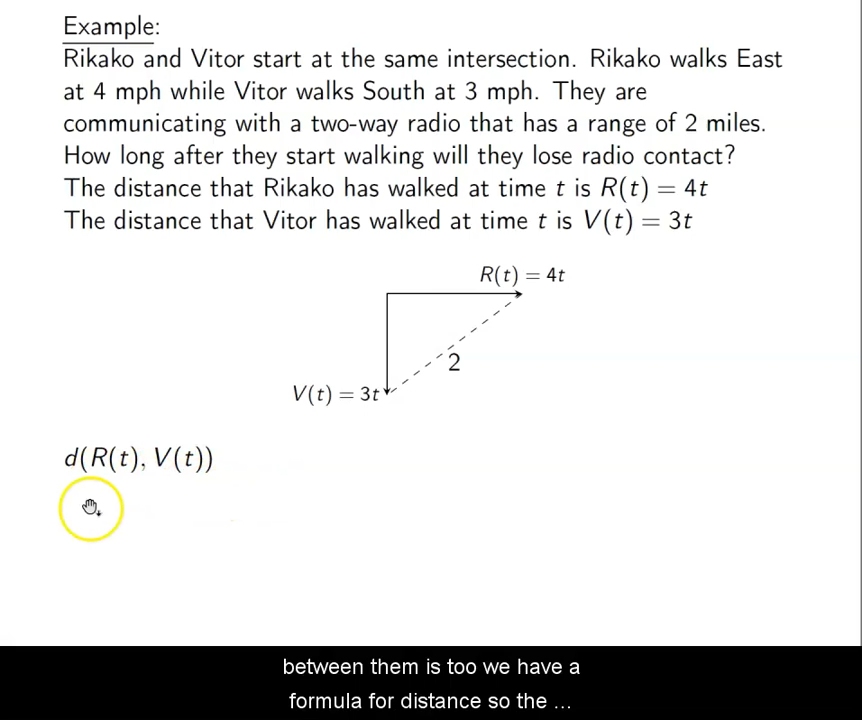 Example:
Rikako and Vitor start at the same intersection. Rikako walks East
at 4 mph while Vitor walks South at 3 mph. They are
communicating with a two-way radio that has a range of 2 miles.
How long after they start walking will they lose radio contact?
The distance that Rikako has walked at time t is R(t) = 4t
The distance that Vitor has walked at time t is V(t) = 3t
R(t) = 4t
2
V(t) = 3t
d(R(t), V(t))
between them is too we have a
formula for distance so the ...